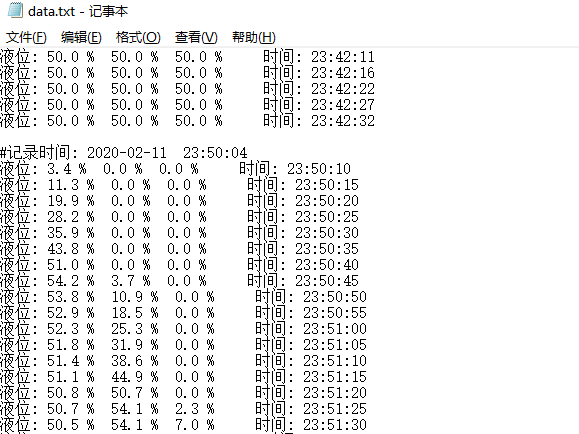 data.txt - 记事本
文件(F) 编辑(E) 格式(O) 查看(V) 帮助(H)
液位: 50.0 % 50.0 % 50.0 % 时间: 23:42:11
液位: 50.0 % 50.0 % 50.0 % 时间: 23:42:16
液位: 50.0 % 50.0 % 50.0 % 时间: 23:42:22
液位: 50.0 % 50.0 % 50.0 % 时间: 23:42:27
液位: 50.0 % 50.0 % 50.0 % 时间: 23:42:32
#记录时间: 2020-02-11 23:50:04
液位: 3.4 % 0.0 % 0.0 % 时间: 23:50:10
液位: 11.3 % 0.0 % 0.0 % 时间: 23:50:15
液位: 19.9 % 0.0 % 0.0 % 时间: 23:50:20
液位: 28.2 % 0.0 % 0.0 % 时间: 23:50:25
液位: 35.9 % 0.0 % 0.0 % 时间: 23:50:30
液位: 43.8 % 0.0 % 0.0 % 时间: 23:50:35
液位: 51.0 % 0.0 % 0.0 % 时间: 23:50:40
液位: 54.2 % 3.7 % 0.0 % 时间: 23:50:45
液位: 53.8 % 10.9 % 0.0 % 时间: 23:50:50
液位: 52.9 % 18.5 % 0.0 % 时间: 23:50:55
液位: 52.3 % 25.3 % 0.0 % 时间: 23:51:00
液位: 51.8 % 31.9 % 0.0 % 时间: 23:51:05
液位: 51.4 % 38.6 % 0.0 % 时间: 23:51:10
液位: 51.1 % 44.9 % 0.0 % 时间: 23:51:15
液位: 50.8 % 50.7 % 0.0 % 时间: 23:51:20
液位: 50.7 % 54.1 % 2.3 % 时间: 23:51:25
液位: 50.5 % 54.1 % 7.0 % 时间: 23:51:30